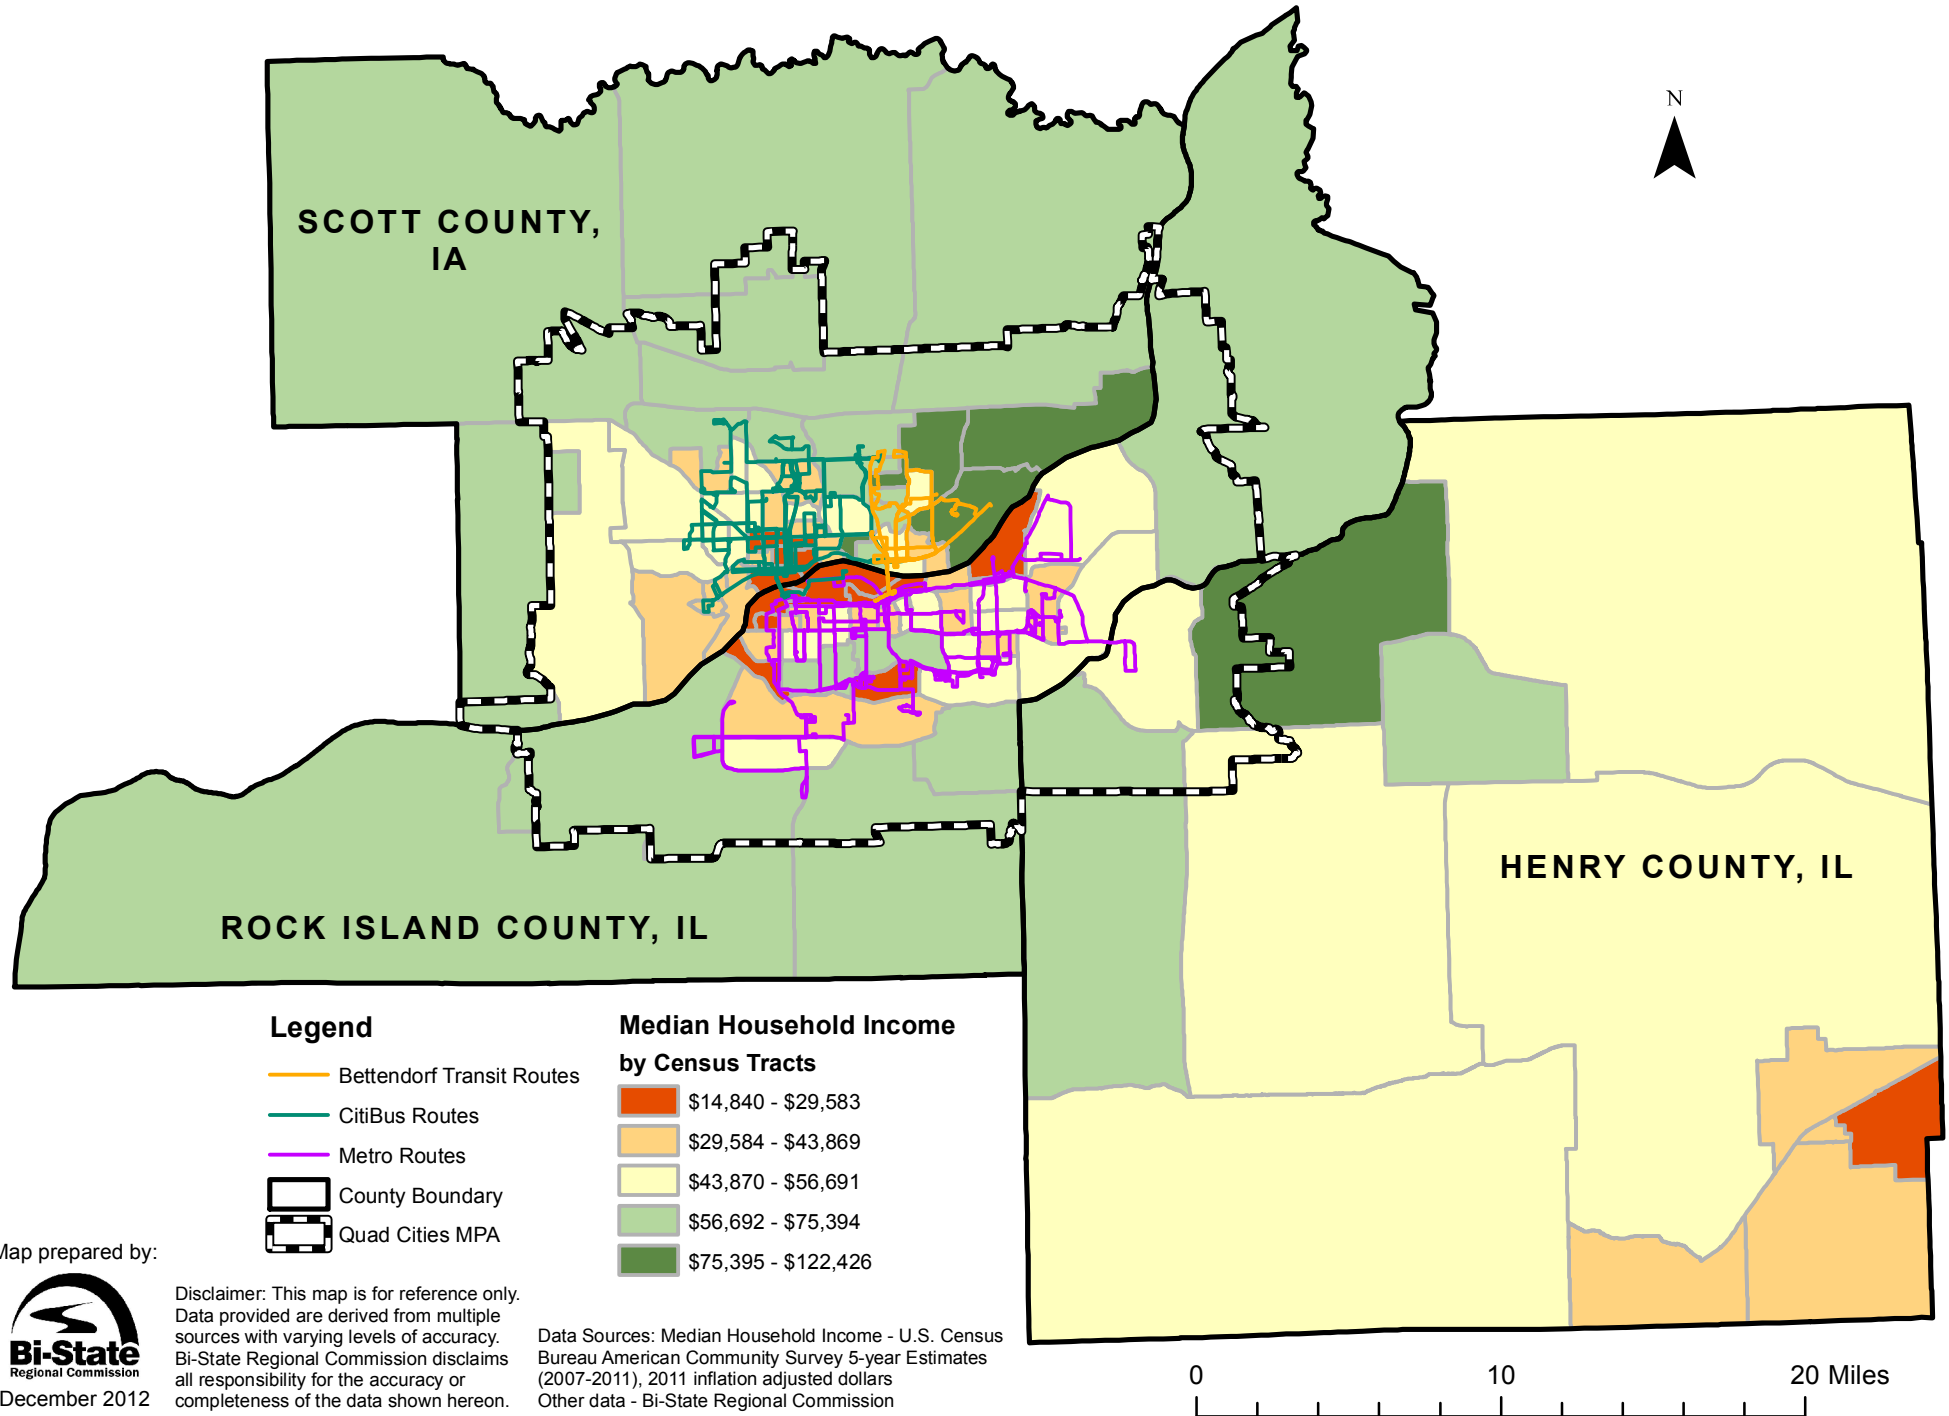 N
SCOTT COUNTY,
IA
HENRY COUNTY, IL
ROCK ISLAND COUNTY, IL
Legend
Bettendorf Transit Routes
CitiBus Routes
Metro Routes
County Boundary
Quad Cities MPA
Median Household Income
by Census Tracts
$14,840 - $29,583
$29,584 - $43,869
$43,870 - $56,691
$56,692 - $75,394
$75,395 - $122,426
Map prepared by:
Bi-State
Regional Commission
December 2012
Disclaimer: This map is for reference only.
Data provided are derived from multiple
sources with varying levels of accuracy.
Bi-State Regional Commission disclaims
all responsibility for the accuracy or
completeness of the data shown hereon.
Data Sources: Median Household Income - U.S. Census
Bureau American Community Survey 5-year Estimates
(2007-2011), 2011 inflation adjusted dollars
Other data - Bi-State Regional Commission
0 10 20 Miles